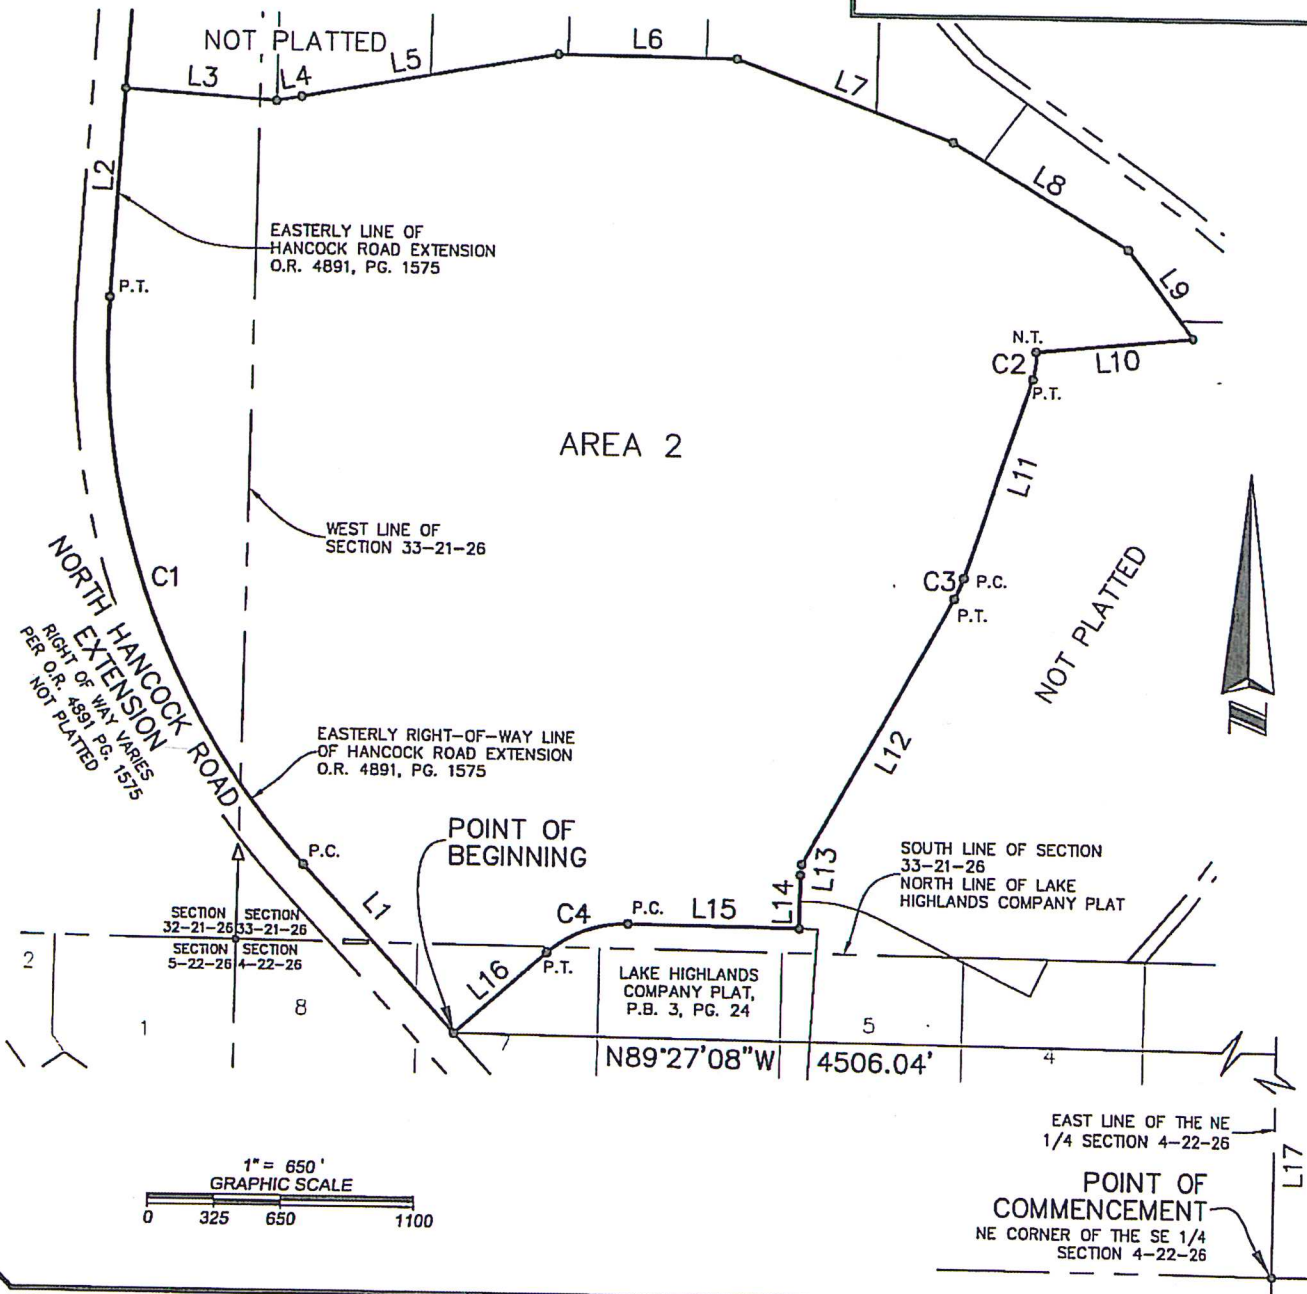 NOT PLATTED
L3
L4
L5
L6
L7
L2
L8
EASTERLY LINE OF
HANCOCK ROAD EXTENSION
O.R. 4891, PG. 1575
P.T.
L9
N.T.
C2
L10
P.T.
AREA 2
L11
WEST LINE OF
SECTION 33-21-26
C1
C3
P.C.
P.T.
NOT PLATTED
NORTH HANCOCK ROAD
EXTENSION
RIGHT OF WAY VARIES
PER O.R. 4891 PG. 1575
NOT PLATTED
EASTERLY RIGHT-OF-WAY LINE
OF HANCOCK ROAD EXTENSION
O.R. 4891, PG. 1575
L12
POINT OF
BEGINNING
P.C.
L13
SOUTH LINE OF SECTION
33-21-26
NORTH LINE OF LAKE
HIGHLANDS COMPANY PLAT
L1
L14
C4
P.C.
L15
SECTION
32-21-26
SECTION
33-21-26
SECTION
5-22-26
SECTION
4-22-26
2
L16
P.T.
LAKE HIGHLANDS
COMPANY PLAT,
P.B. 3, PG. 24
8
1
5
7
4
N89°27'08"W 4506.04'
EAST LINE OF THE NE
1/4 SECTION 4-22-26
L17
1"= 650 '
GRAPHIC SCALE
0 325 650 1100
POINT OF
COMMENCEMENT
NE CORNER OF THE SE 1/4
SECTION 4-22-26
N